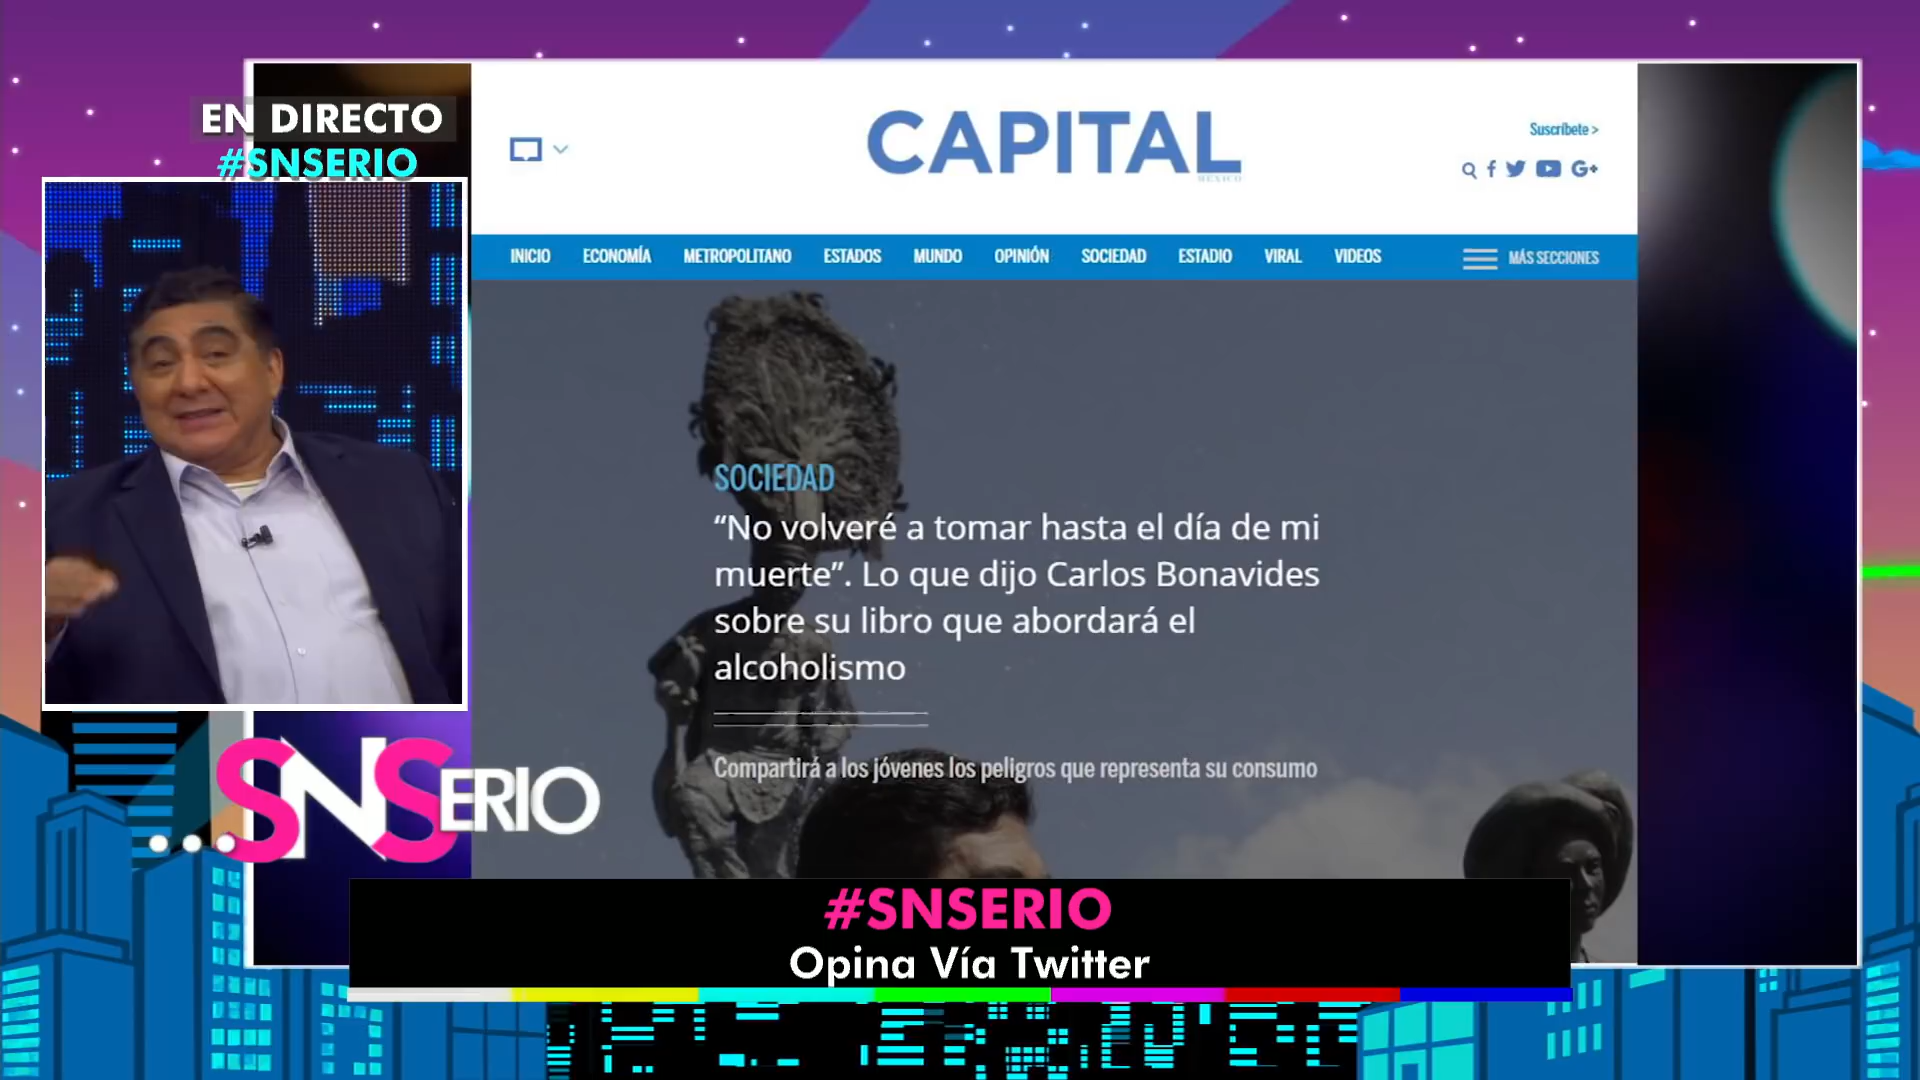 EN DIRECTO
#SNSERIO
CAPITAL
MÉXICO
Suscríbete >
INICIO ECONOMÍA METROPOLITANO ESTADOS MUNDO OPINIÓN SOCIEDAD ESTADIO VIRAL VIDEOS MÁS SECCIONES
SOCIEDAD
“No volveré a tomar hasta el día de mi
muerte”. Lo que dijo Carlos Bonavides
sobre su libro que abordará el
alcoholismo
Compartirá a los jóvenes los peligros que representa su consumo
...SNSERIO
#SNSERIO
Opina Vía Twitter